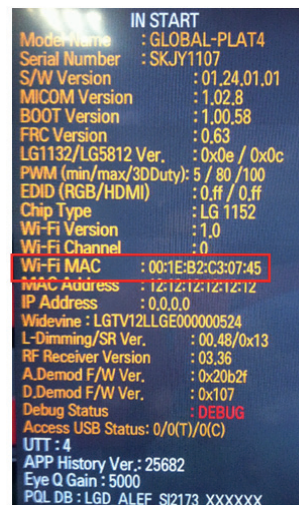 IN START
Model Name : GLOBAL-PLAT4
Serial Number : SKJY1107
S/W Version : 01,24,01,01
MICOM Version : 1,02,8
BOOT Version : 1,00,58
FRC Version : 0,63
LG1132/LG5812 Ver. : 0x0e / 0x0c
PWM (min/max/3DDuty): 5 / 80 /100
EDID (RGB/HDMI) : 0,ff / 0,ff
Chip Type : LG 1152
Wi-Fi Version : 1,0
Wi-Fi Channel : 0
Wi-Fi MAC : 00:1E:B2:C3:07:45
MAC Address : 12:12:12:12:12:12
IP Address : 0,0,0,0
Widevine : LGTV12LLGE000000524
L-Dimming/SR Ver. : 00,48/0x13
RF Receiver Version : 03,36
A.Demod F/W Ver. : 0x20b2f
D.Demod F/W Ver. : 0x107
Debug Status : DEBUG
Access USB Status: 0/0(T)/0(C)
UTT : 4
APP History Ver.: 25682
Eye Q Gain : 5000
PQL DB : LGD_ALEF_SI2173_XXXXXX